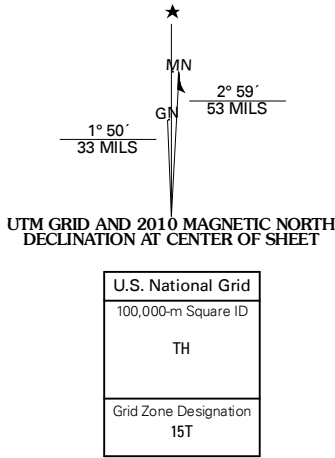 ★
MN
GN
2° 59´
53 MILS
1° 50´
33 MILS
UTM GRID AND 2010 MAGNETIC NORTH
DECLINATION AT CENTER OF SHEET
U.S. National Grid
100,000-m Square ID
TH
Grid Zone Designation
15T